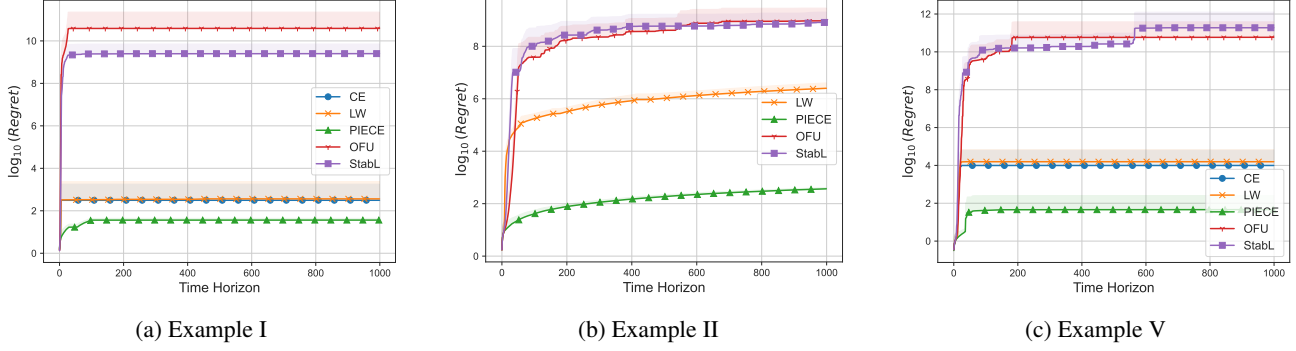 log10(Regret)
10
8
6
4
2
0
CE
LW
PIECE
OFU
StabL
0 200 400 600 800 1000
Time Horizon
(a) Example I
log10(Regret)
8
6
4
2
0
LW
PIECE
OFU
StabL
0 200 400 600 800 1000
Time Horizon
(b) Example II
log10(Regret)
12
10
8
6
4
2
0
CE
LW
PIECE
OFU
StabL
0 200 400 600 800 1000
Time Horizon
(c) Example V